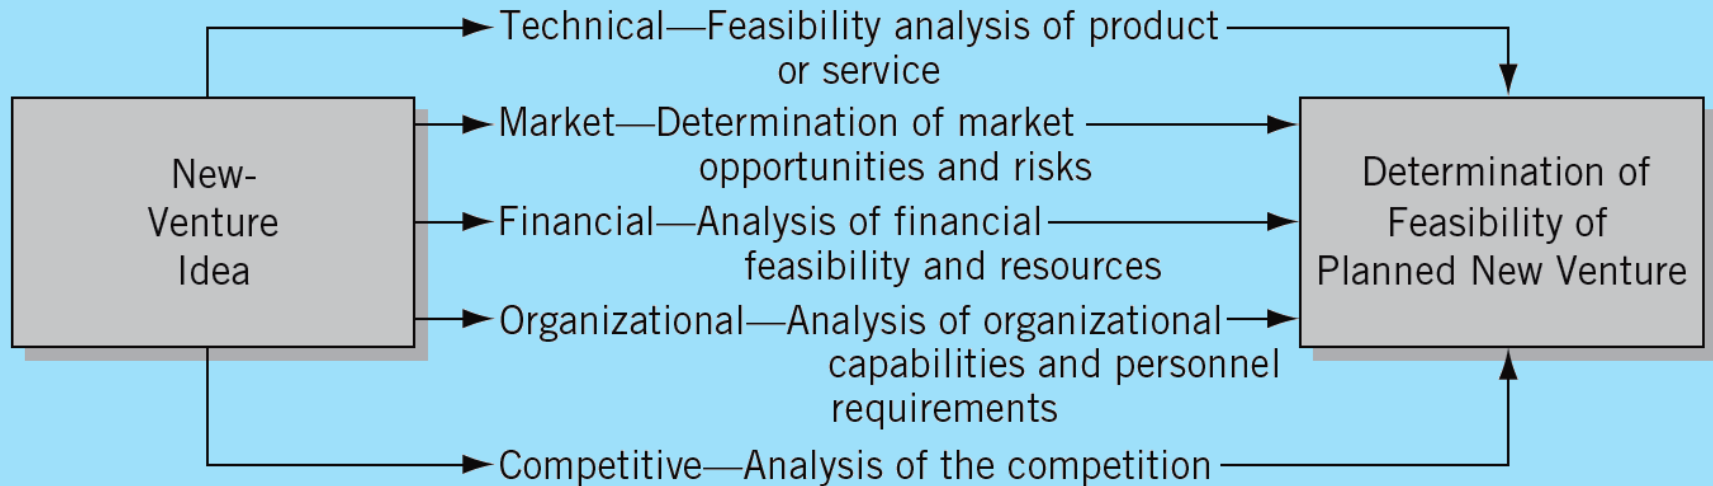 Technical—Feasibility analysis of product
or service
New-
Venture
Idea
Market—Determination of market
opportunities and risks
Financial—Analysis of financial
feasibility and resources
Organizational—Analysis of organizational
capabilities and personnel
requirements
Competitive—Analysis of the competition
Determination of
Feasibility of
Planned New Venture